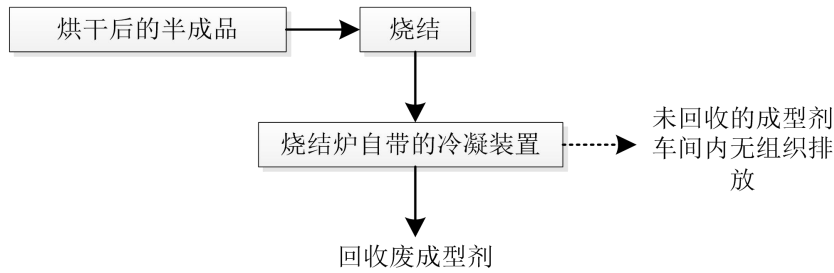 烘干后的半成品
烧结
烧结炉自带的冷凝装置
未回收的成型剂
车间内无组织排
放
回收废成型剂